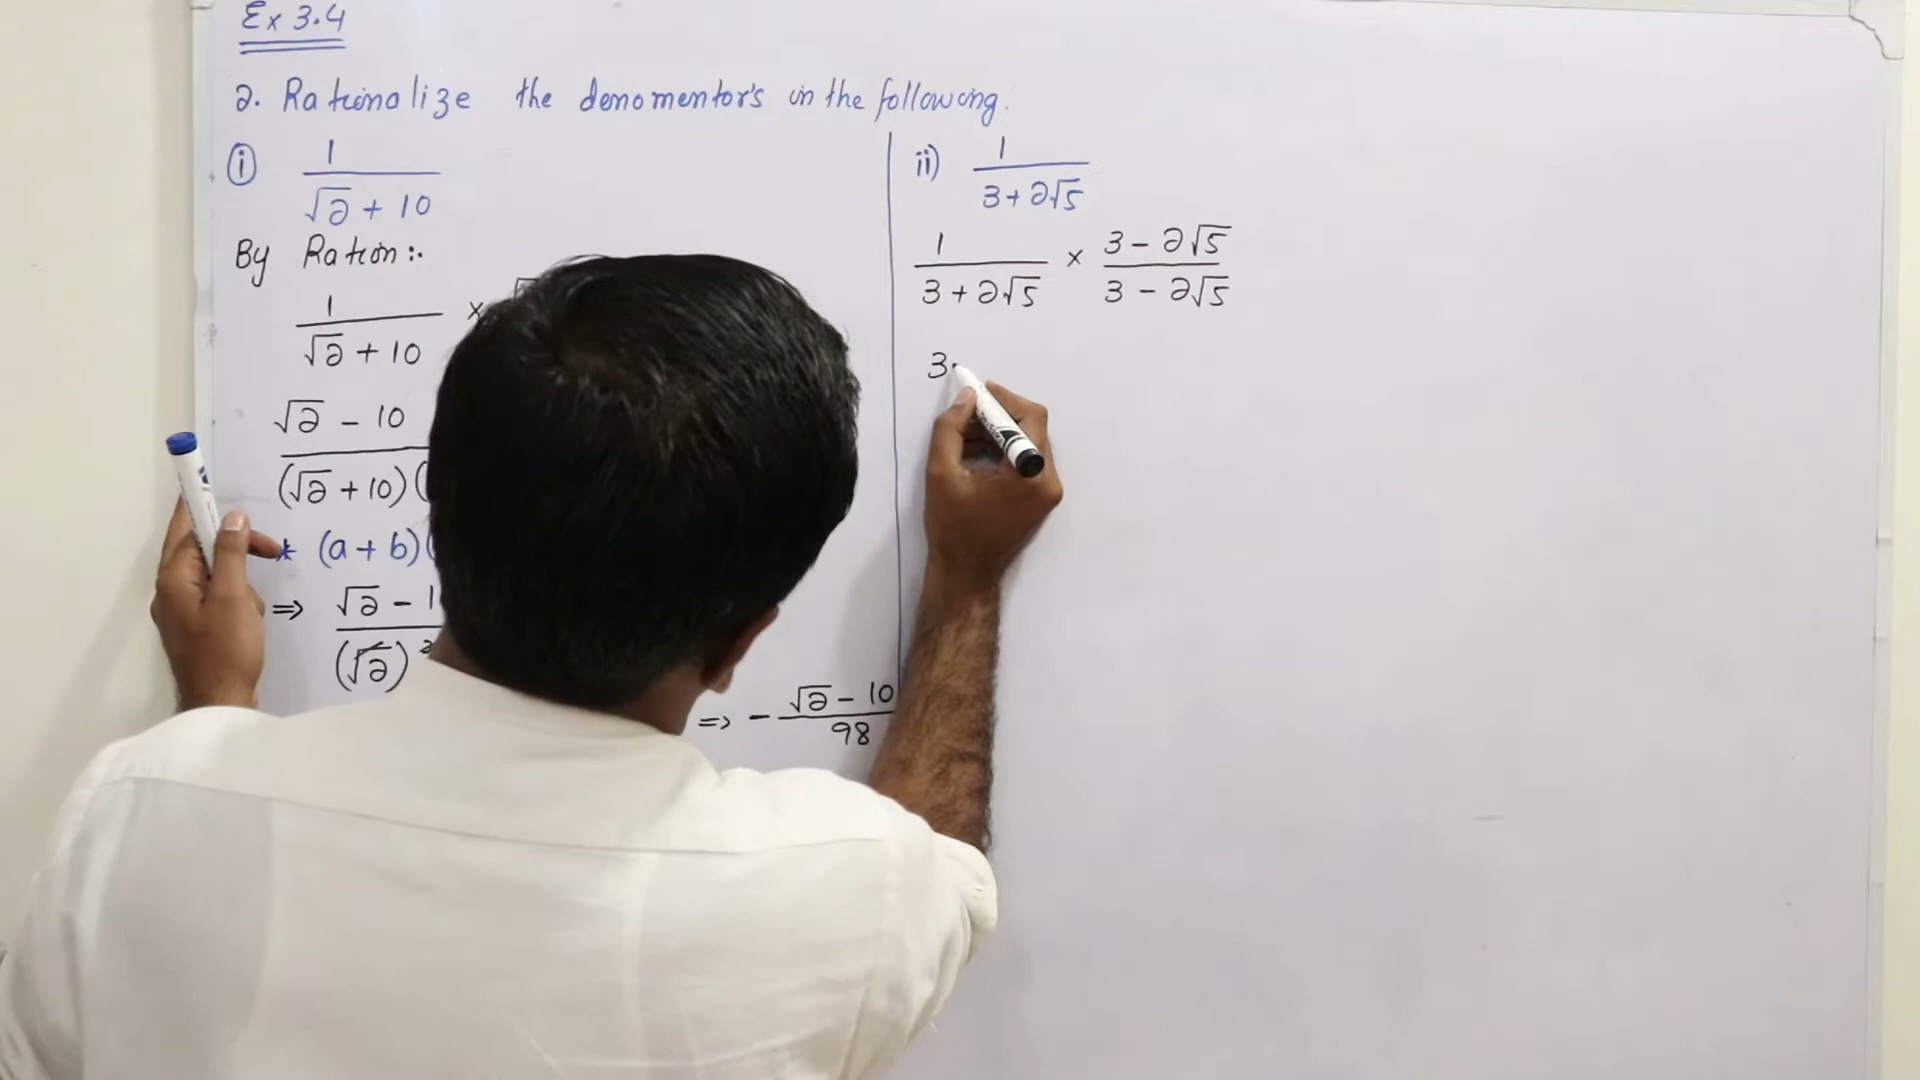 Ex 3.4
2. Rationalize the denomentor's in the following.
i 1
√2 + 10
By Ration:.
1 ×
√2 + 10
√2 - 10
(√2 + 10) (
* (a + b) (
⇒ √2 - 1
(√2)²
⇒ - √2 - 10
98
ii) 1
3 + 2√5
1 × 3 - 2√5
3 + 2√5 3 - 2√5
3